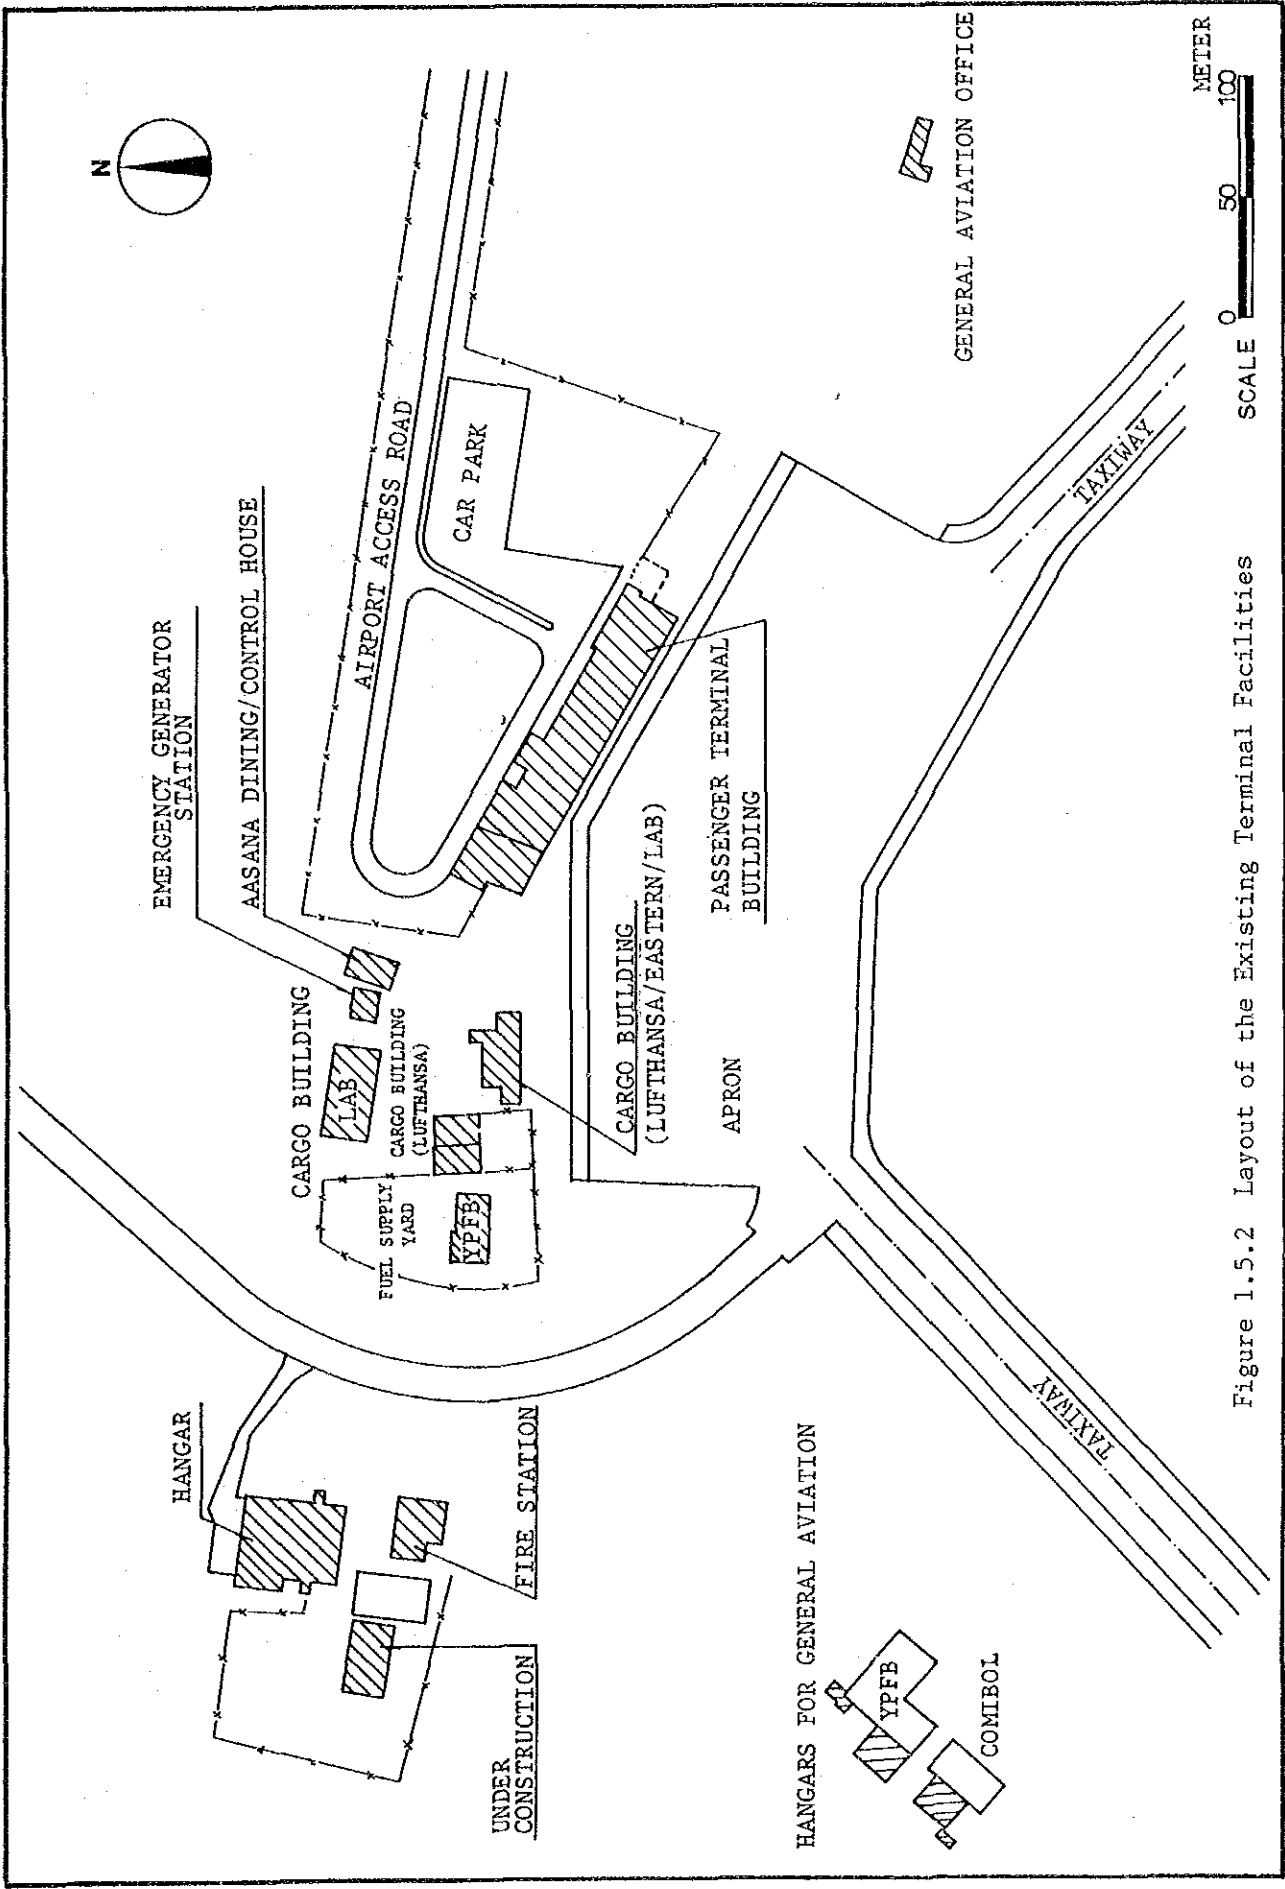 N
HANGAR
UNDER
CONSTRUCTION
FIRE STATION
EMERGENCY GENERATOR
STATION
AASANA DINING/CONTROL HOUSE
CARGO BUILDING
LAB
CARGO BUILDING
(LUFTHANSA)
FUEL SUPPLY
YARD
YPFB
AIRPORT ACCESS ROAD
CAR PARK
CARGO BUILDING
(LUFTHANSA/EASTERN/LAB)
PASSENGER TERMINAL
BUILDING
APRON
HANGARS FOR GENERAL AVIATION
YPFB
COMIBOL
TAXIWAY
TAXIWAY
GENERAL AVIATION OFFICE
METER
SCALE 0 50 100
Figure 1.5.2 Layout of the Existing Terminal Facilities